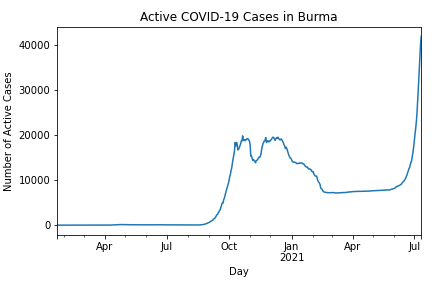 Active COVID-19 Cases in Burma
Number of Active Cases
40000
30000
20000
10000
0
Apr
Jul
Oct
Jan
2021
Apr
Jul
Day